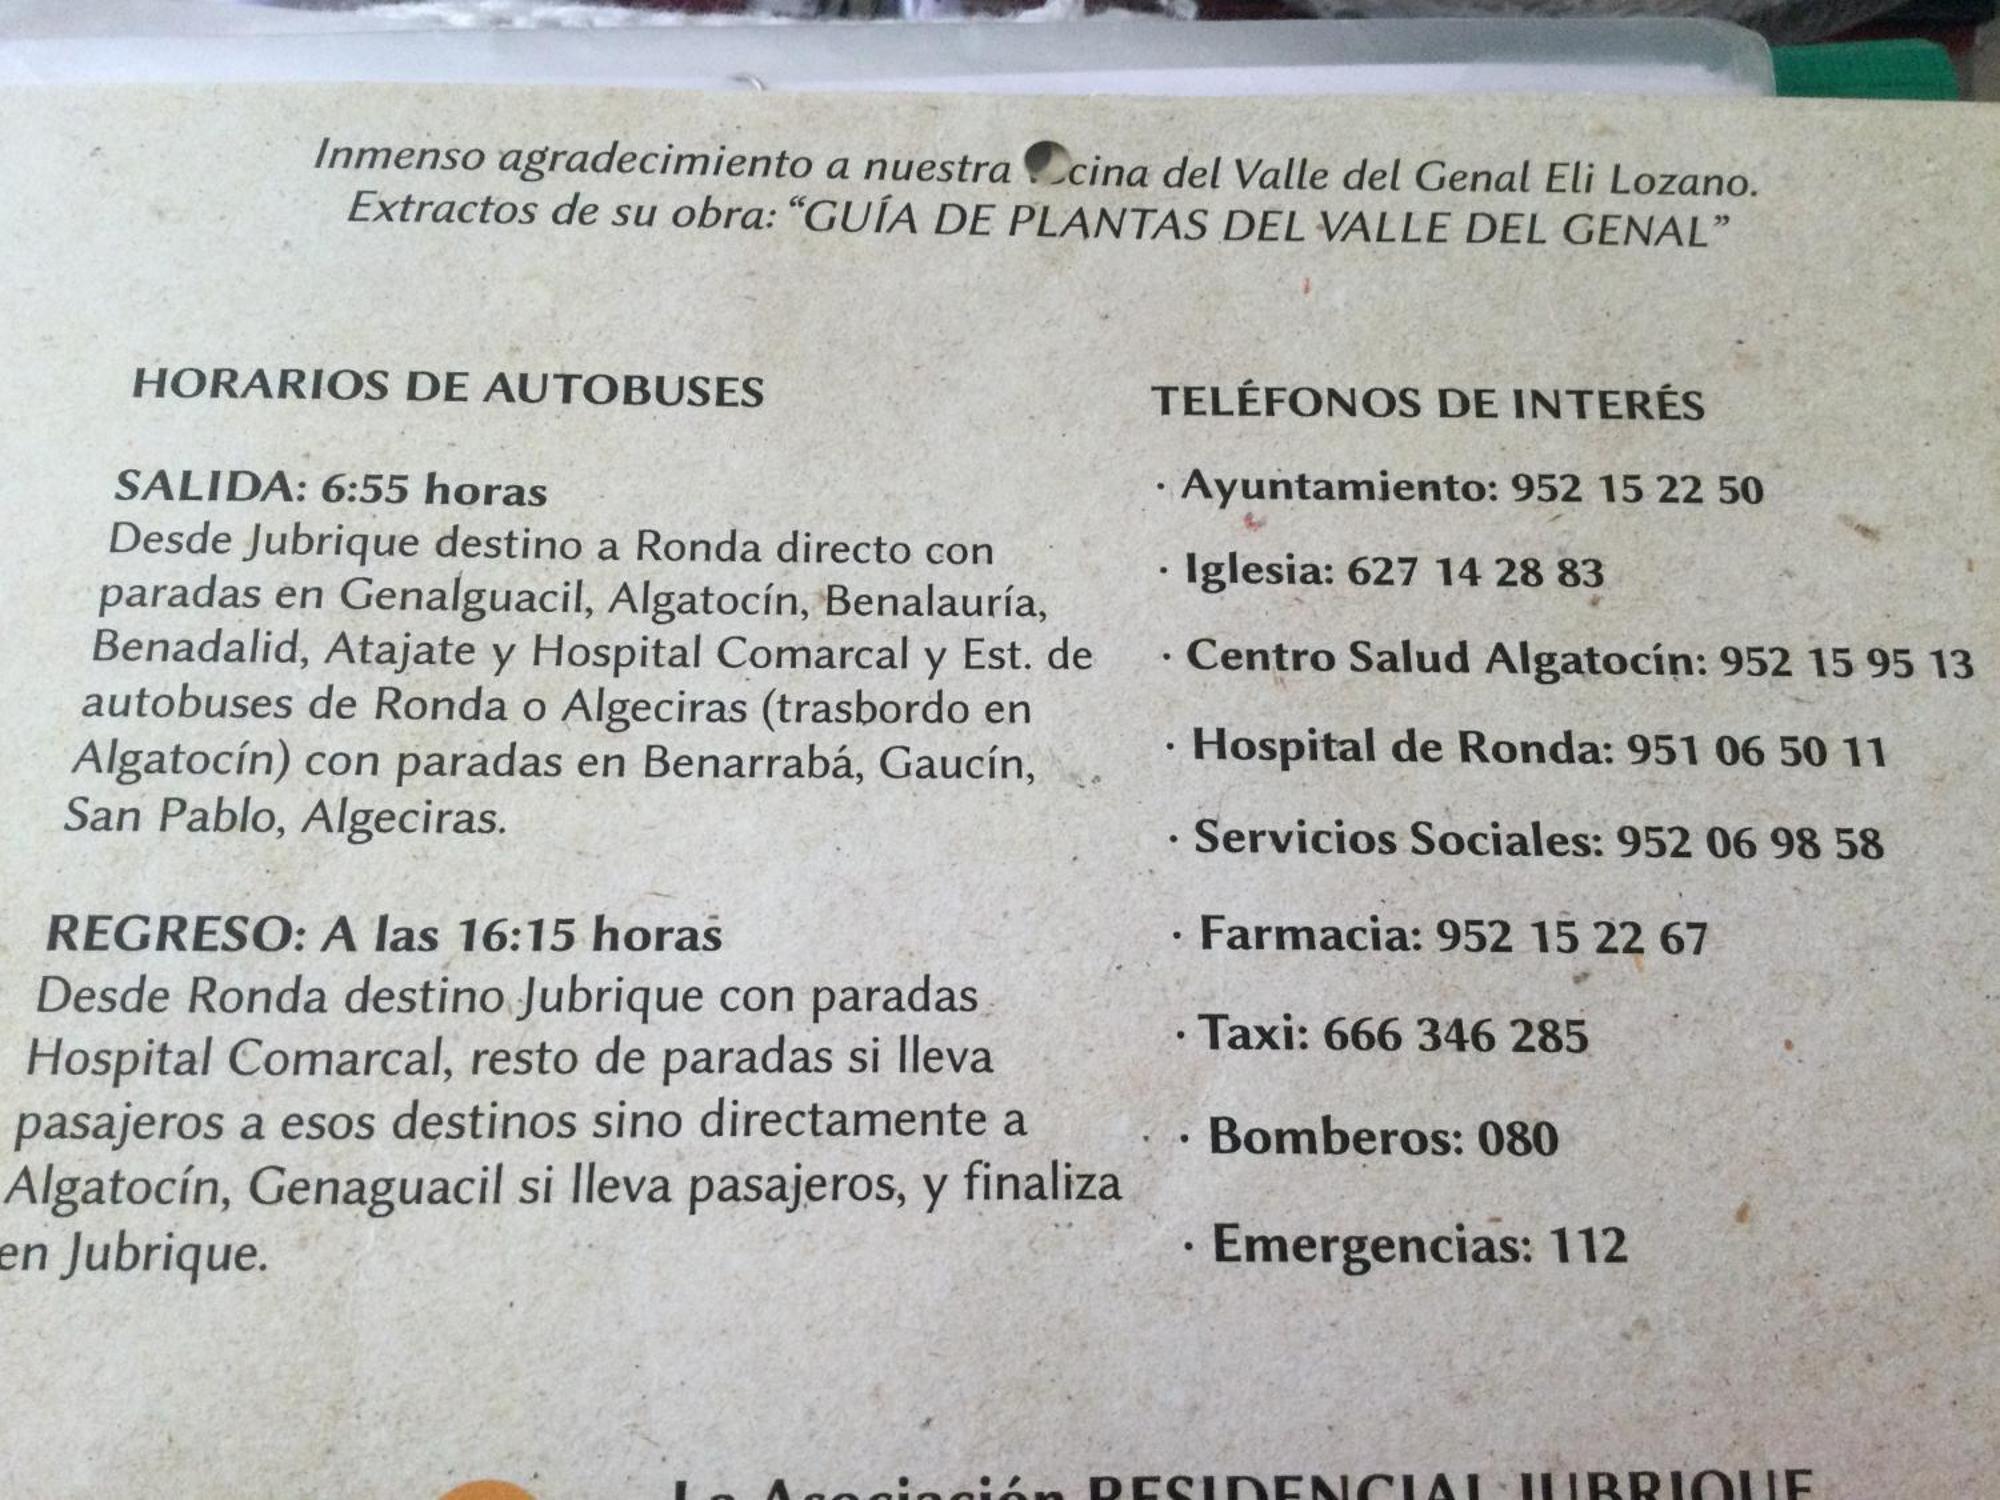 Inmenso agradecimiento a nuestra cina del Valle del Genal Eli Lozano.
Extractos de su obra: “GUÍA DE PLANTAS DEL VALLE DEL GENAL”
HORARIOS DE AUTOBUSES
SALIDA: 6:55 horas
Desde Jubrique destino a Ronda directo con
paradas en Genalguacil, Algatocín, Benalauría,
Benadalid, Atajate y Hospital Comarcal y Est. de
autobuses de Ronda o Algeciras (trasbordo en
Algatocín) con paradas en Benarrabá, Gaucín,
San Pablo, Algeciras.
REGRESO: A las 16:15 horas
Desde Ronda destino Jubrique con paradas
Hospital Comarcal, resto de paradas si lleva
pasajeros a esos destinos sino directamente a
Algatocín, Genaguacil si lleva pasajeros, y finaliza
en Jubrique.
TELÉFONOS DE INTERÉS
· Ayuntamiento: 952 15 22 50
· Iglesia: 627 14 28 83
· Centro Salud Algatocín: 952 15 95 13
· Hospital de Ronda: 951 06 50 11
· Servicios Sociales: 952 06 98 58
· Farmacia: 952 15 22 67
· Taxi: 666 346 285
· Bomberos: 080
· Emergencias: 112
La Asociación RESIDENCIAL JUBRIQUE